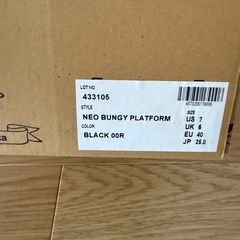 LOT NO
433105
STYLE
NEO BUNGY PLATFORM
COLOR
BLACK 00R
SIZE
US 7
UK 6
EU 40
JP 25.0